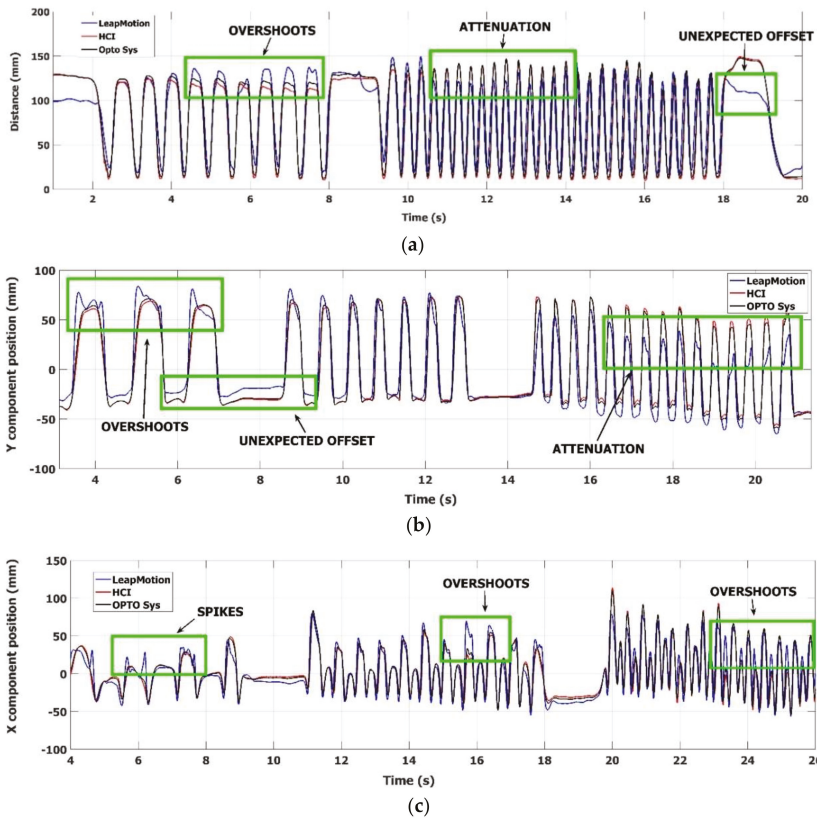 (a)
OVERSHOOTS
ATTENUATION
UNEXPECTED OFFSET
LeapMotion
HCI
Opto Sys
Distance (mm)
200
150
100
50
0
2 4 6 8 10 12 14 16 18 20
Time (s)
(a)
LeapMotion
HCI
OPTO Sys
Y component position (mm)
100
50
0
-50
-100
OVERSHOOTS
UNEXPECTED OFFSET
ATTENUATION
4 6 8 10 12 14 16 18 20
Time (s)
(b)
LeapMotion
HCI
OPTO Sys
SPIKES
OVERSHOOTS
OVERSHOOTS
X component position (mm)
150
100
50
0
-50
-100
4 6 8 10 12 14 16 18 20 22 24 26
Time (s)
(c)